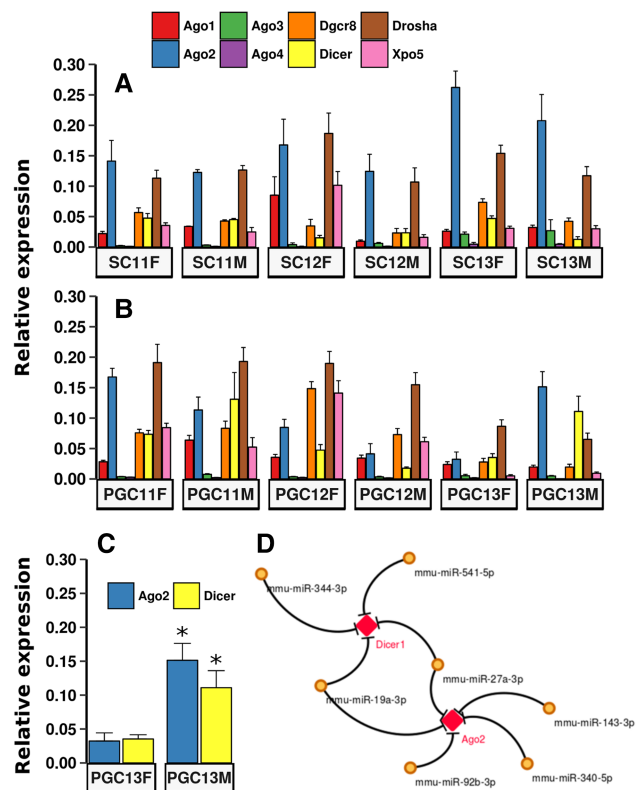 Ago1 Ago3 Dgcr8 Drosha
Ago2 Ago4 Dicer Xpo5
A
Relative expression
0.30
0.25
0.20
0.15
0.10
0.05
0.00
SC11F SC11M SC12F SC12M SC13F SC13M
B
0.30
0.25
0.20
0.15
0.10
0.05
0.00
PGC11F PGC11M PGC12F PGC12M PGC13F PGC13M
C
Relative expression
0.30
0.25
0.20
0.15
0.10
0.05
0.00
Ago2 Dicer
* *
PGC13F PGC13M
D
mmu-miR-541-5p
mmu-miR-344-3p
Dicer1
mmu-miR-27a-3p
mmu-miR-19a-3p
mmu-miR-143-3p
Ago2
mmu-miR-340-5p
mmu-miR-92b-3p